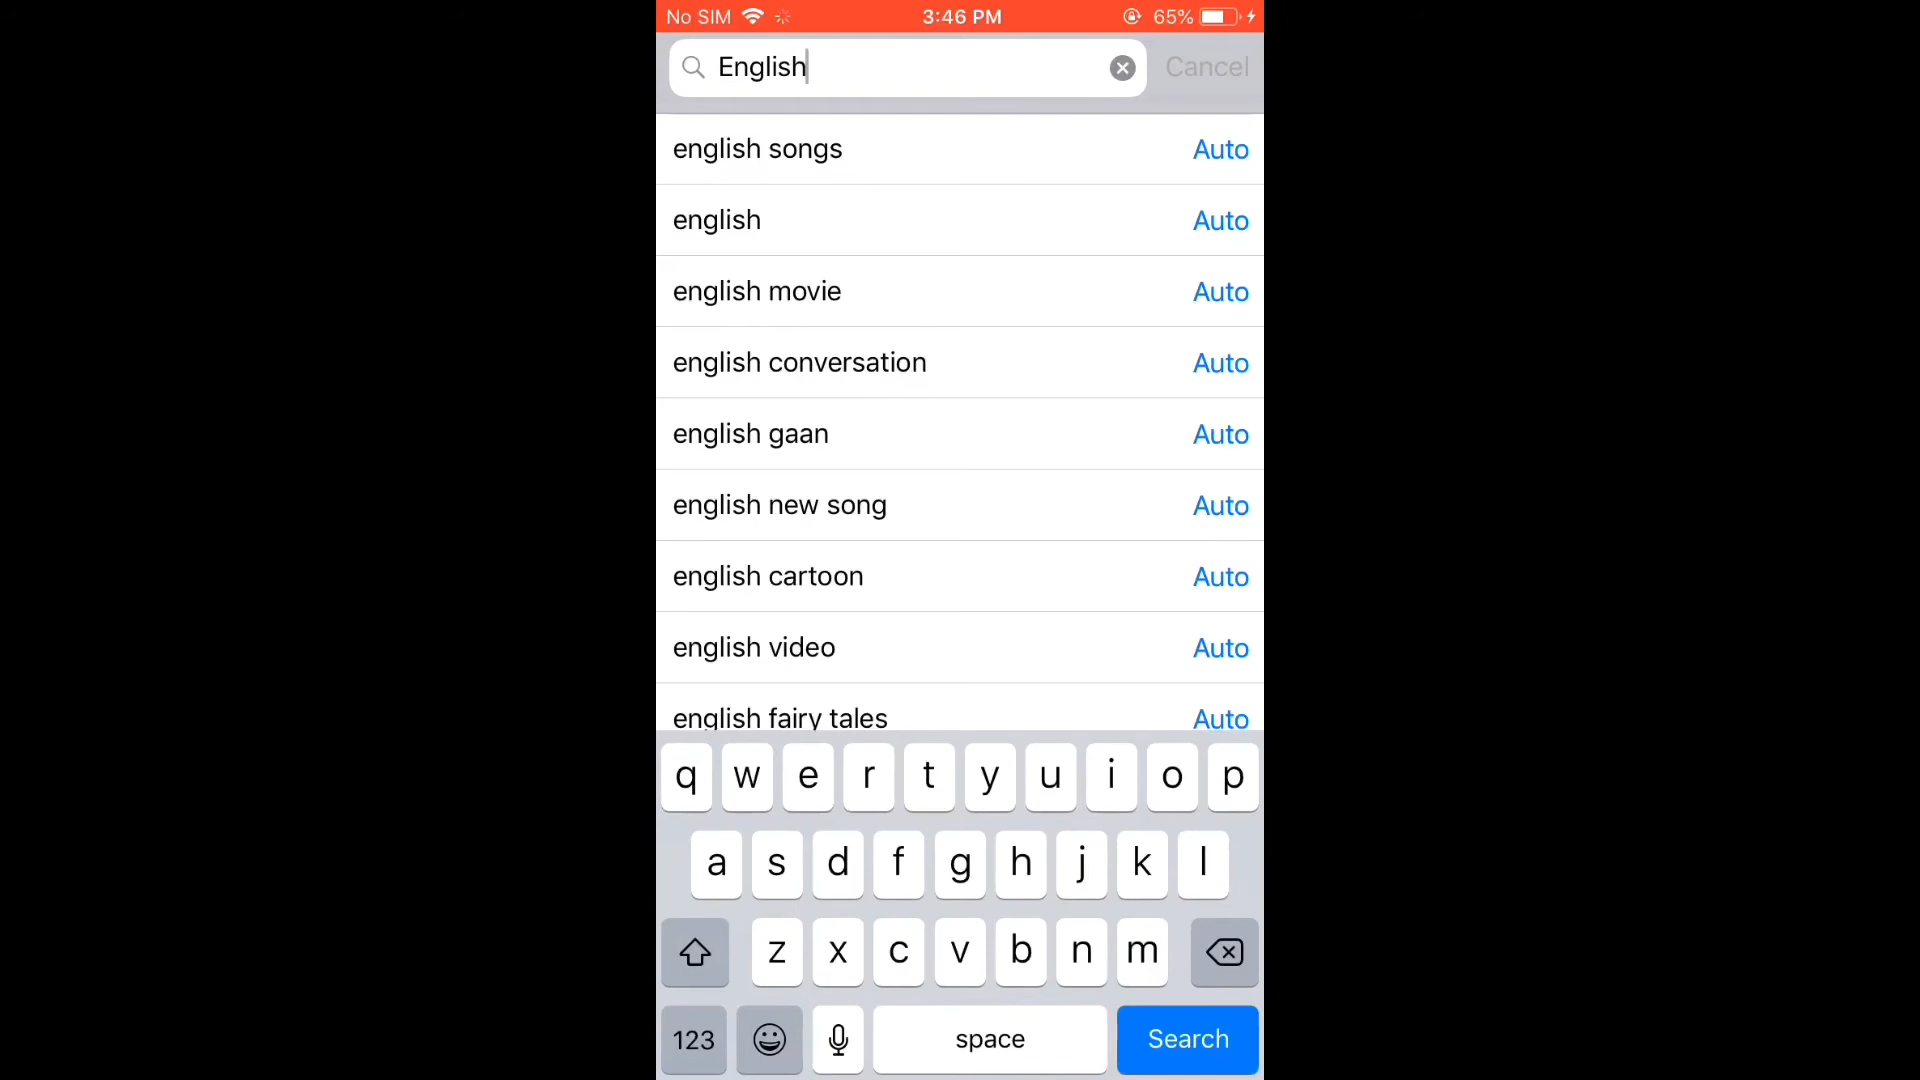 No SIM 3:46 PM 65%
English Cancel
english songs Auto
english Auto
english movie Auto
english conversation Auto
english gaan Auto
english new song Auto
english cartoon Auto
english video Auto
english fairy tales Auto
q w e r t y u i o p
a s d f g h j k l
z x c v b n m
123 space Search